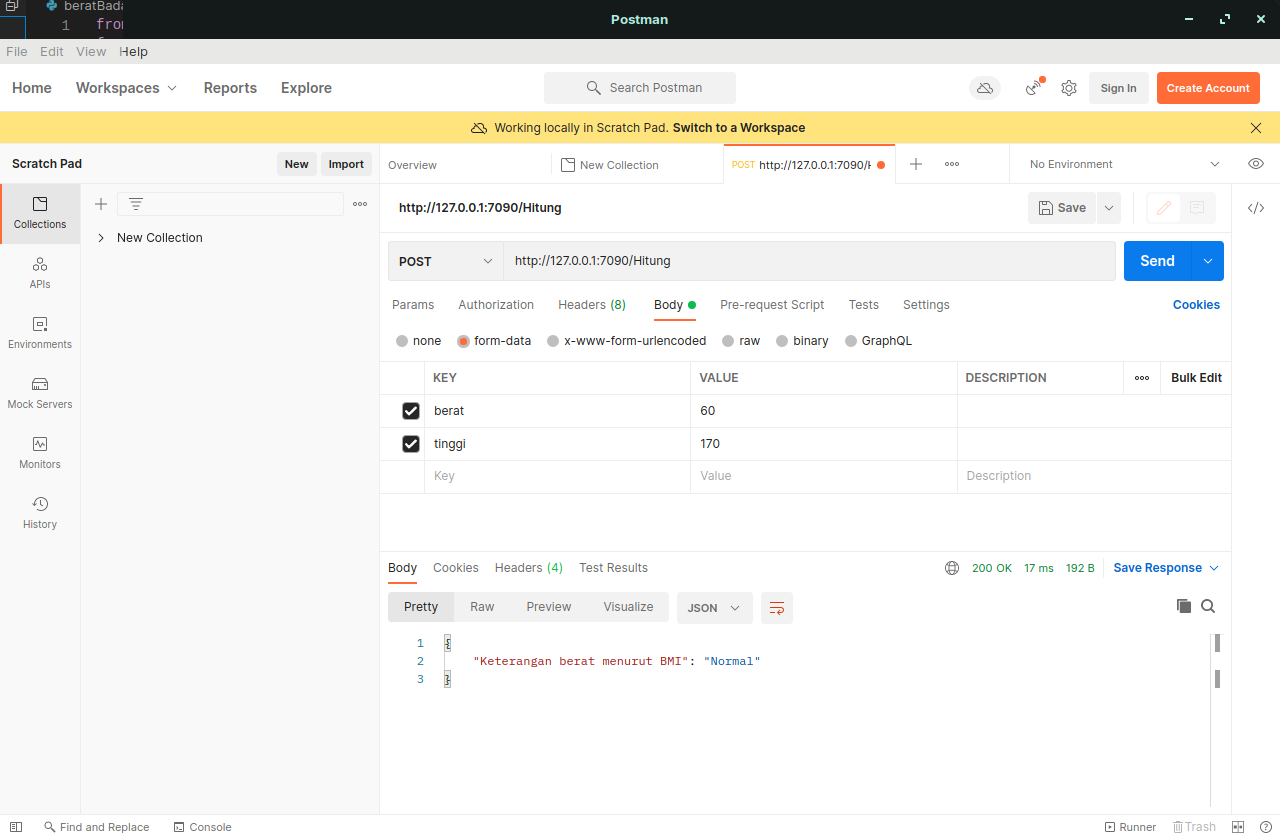 beratBada
1 from
Postman
File Edit View Help
Home Workspaces Reports Explore Search Postman Sign In Create Account
Working locally in Scratch Pad. Switch to a Workspace
Scratch Pad New Import Overview New Collection POST http://127.0.0.1:7090/H No Environment
Collections
APIs
Environments
Mock Servers
Monitors
History
New Collection
http://127.0.0.1:7090/Hitung Save
POST http://127.0.0.1:7090/Hitung Send
Params Authorization Headers (8) Body Pre-request Script Tests Settings Cookies
none form-data x-www-form-urlencoded raw binary GraphQL
KEY VALUE DESCRIPTION Bulk Edit
berat 60
tinggi 170
Key Value Description
Body Cookies Headers (4) Test Results 200 OK 17 ms 192 B Save Response
Pretty Raw Preview Visualize JSON
1 {
2 "Keterangan berat menurut BMI": "Normal"
3 }
Find and Replace Console Runner Trash